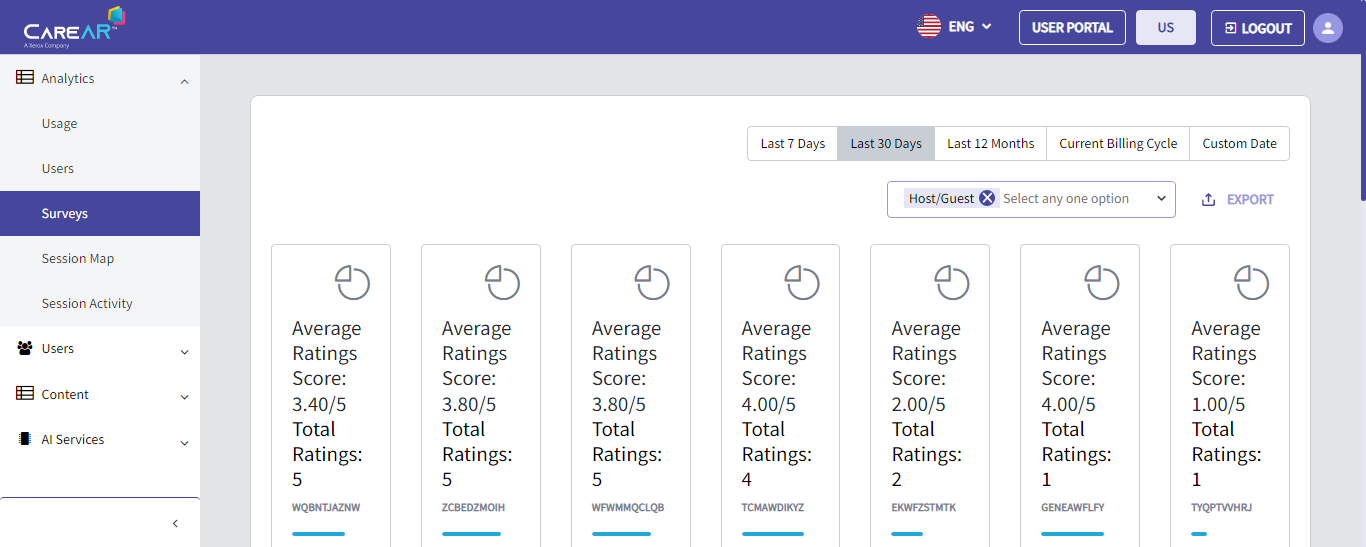 CAREAR™
A Xerox Company
ENG
USER PORTAL
US
LOGOUT
Analytics
Usage
Users
Surveys
Session Map
Session Activity
Users
Content
AI Services
Last 7 Days
Last 30 Days
Last 12 Months
Current Billing Cycle
Custom Date
Host/Guest
Select any one option
EXPORT
Average
Ratings
Score:
3.40/5
Total
Ratings:
5
WQBNTJAZNW
Average
Ratings
Score:
3.80/5
Total
Ratings:
5
ZCBEDZMOIH
Average
Ratings
Score:
3.80/5
Total
Ratings:
5
WFWMMQCLQB
Average
Ratings
Score:
4.00/5
Total
Ratings:
4
TCMAWDIKYZ
Average
Ratings
Score:
2.00/5
Total
Ratings:
2
EKWFZSTMTK
Average
Ratings
Score:
4.00/5
Total
Ratings:
1
GENEAWFLFY
Average
Ratings
Score:
1.00/5
Total
Ratings:
1
TYQPTVVHRJ